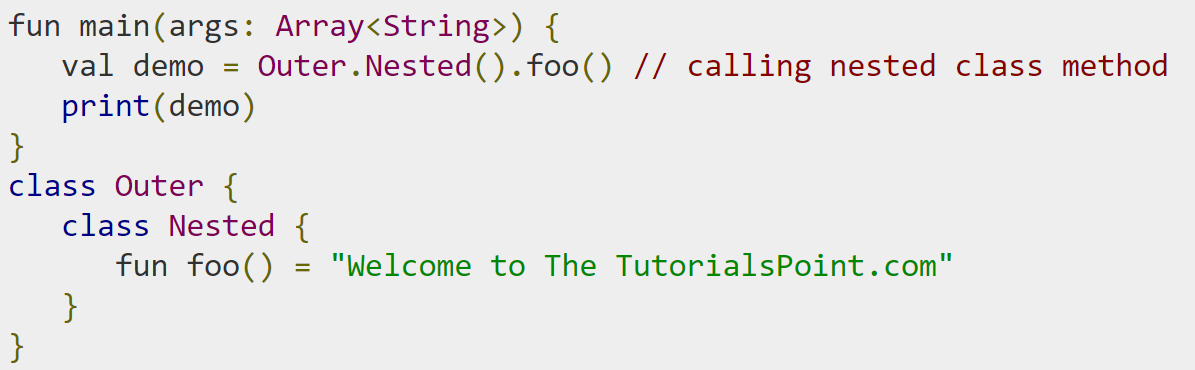 fun main(args: Array<String>) {
   val demo = Outer.Nested().foo() // calling nested class method
   print(demo)
}
class Outer {
   class Nested {
      fun foo() = "Welcome to The TutorialsPoint.com"
   }
}